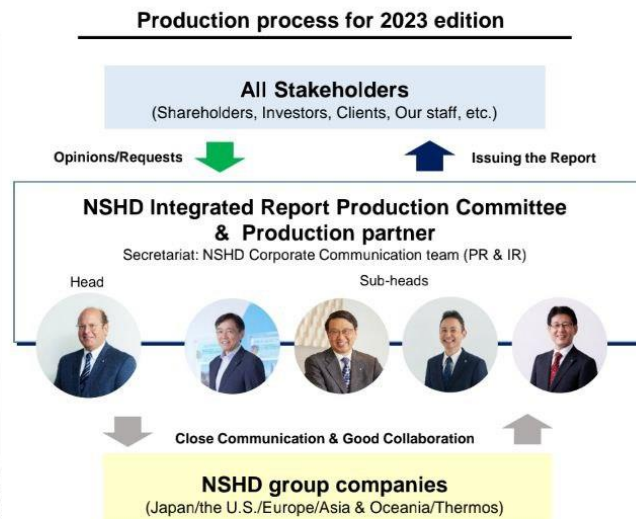 Production process for 2023 edition
All Stakeholders
(Shareholders, Investors, Clients, Our staff, etc.)
Opinions/Requests
Issuing the Report
NSHD Integrated Report Production Committee
& Production partner
Secretariat: NSHD Corporate Communication team (PR & IR)
Head
Sub-heads
Close Communication & Good Collaboration
NSHD group companies
(Japan/the U.S./Europe/Asia & Oceania/Thermos)